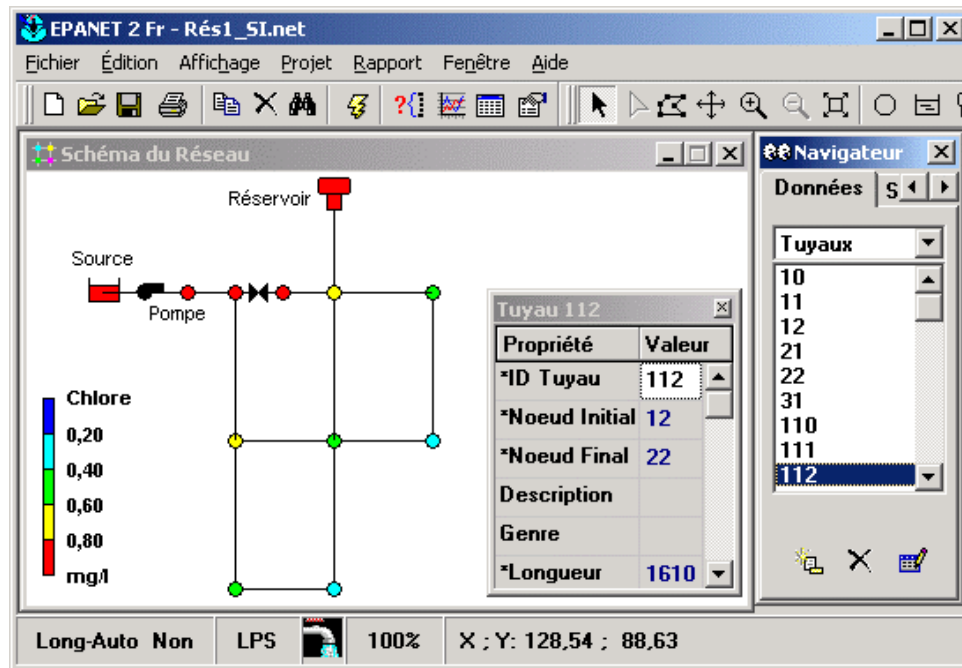 EPANET 2 Fr - Rés1_SI.net
Fichier Édition Affichage Projet Rapport Fenêtre Aide
Schéma du Réseau
Réservoir
Source
Pompe
Chlore
0,20
0,40
0,60
0,80
mg/l
Tuyau 112
Propriété Valeur
*ID Tuyau 112
*Noeud Initial 12
*Noeud Final 22
Description
Genre
*Longueur 1610
Navigateur
Données S
Tuyaux
10
11
12
21
22
31
110
111
112
Long-Auto Non LPS 100% X ; Y: 128,54 ; 88,63